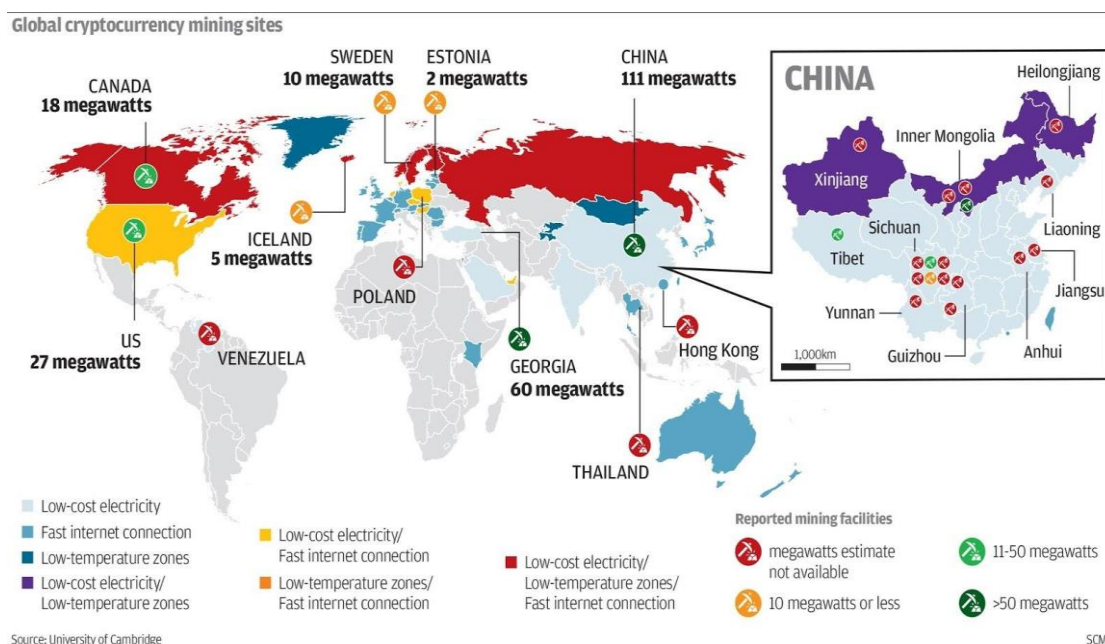 Global cryptocurrency mining sites
CANADA
18 megawatts
SWEDEN
10 megawatts
ESTONIA
2 megawatts
CHINA
111 megawatts
ICELAND
5 megawatts
US
27 megawatts
VENEZUELA
POLAND
GEORGIA
60 megawatts
Hong Kong
THAILAND
CHINA
Heilongjiang
Inner Mongolia
Xinjiang
Liaoning
Sichuan
Tibet
Jiangsu
Yunnan
Guizhou
Anhui
1,000km
Low-cost electricity
Fast internet connection
Low-temperature zones
Low-cost electricity/
Low-temperature zones
Low-cost electricity/
Fast internet connection
Low-temperature zones/
Fast internet connection
Low-cost electricity/
Low-temperature zones/
Fast internet connection
Reported mining facilities
megawatts estimate
not available
10 megawatts or less
11-50 megawatts
>50 megawatts
Source: University of Cambridge
SCM